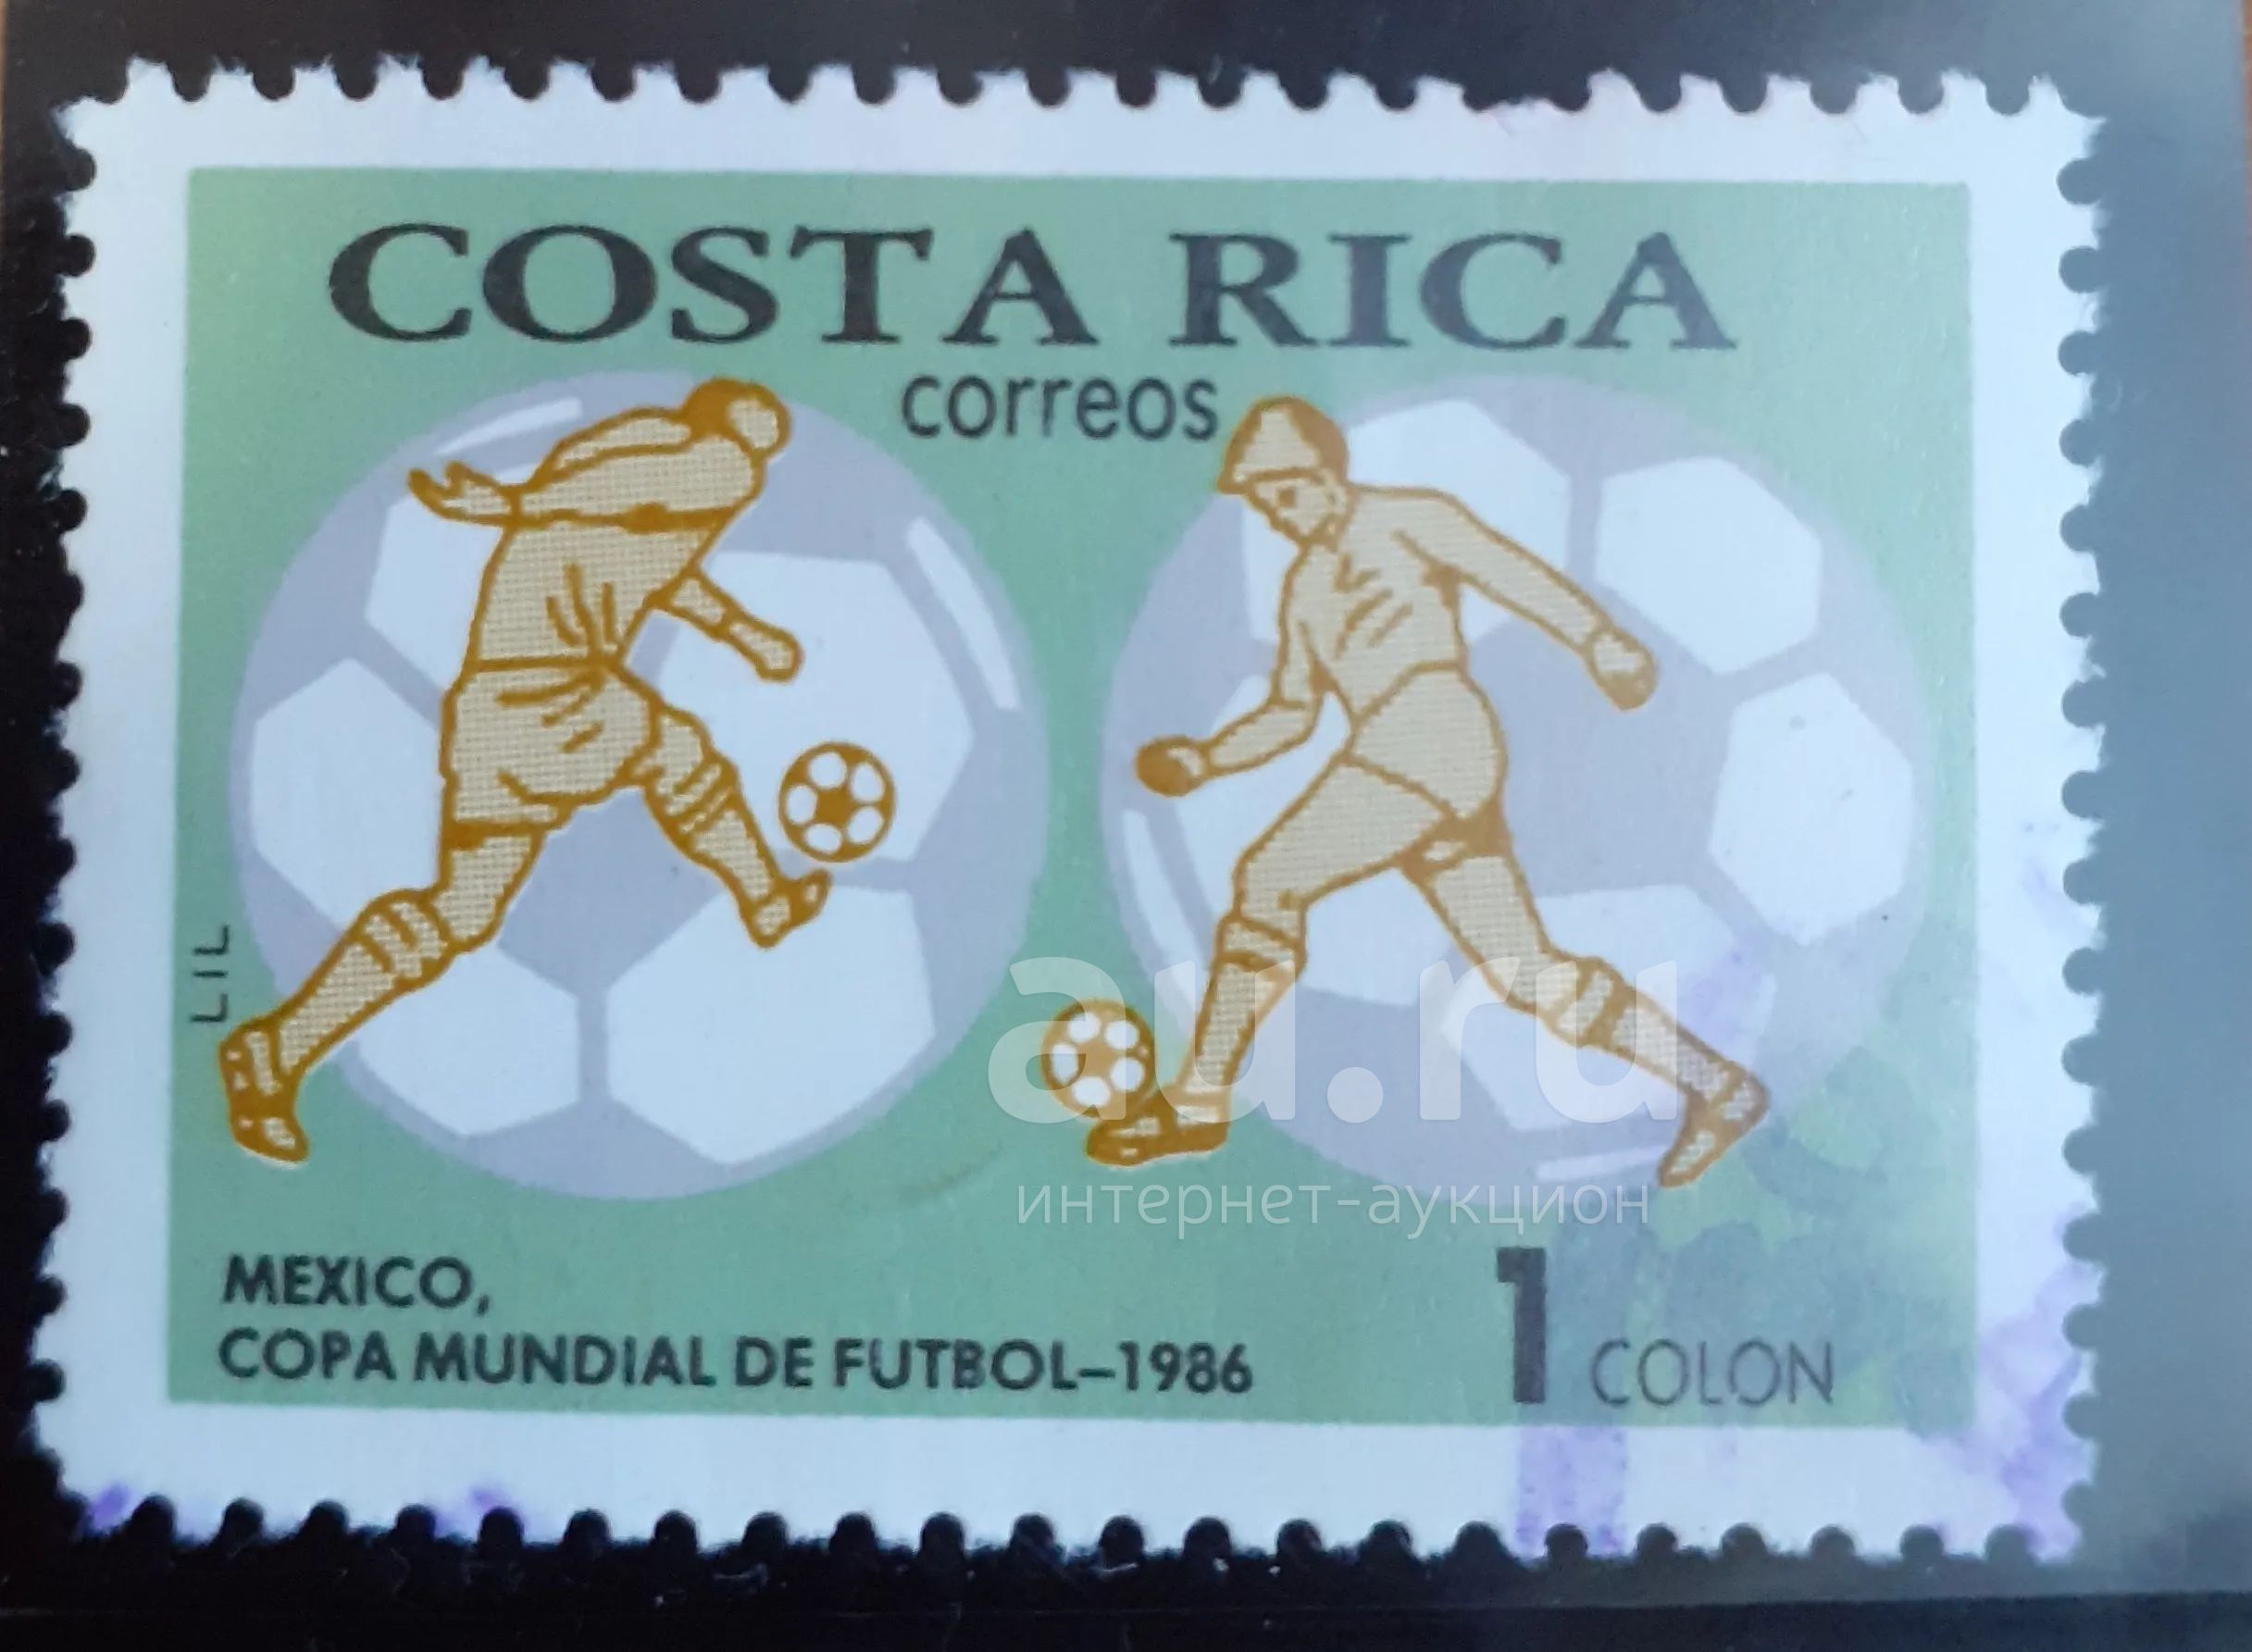 COSTA RICA
correos
LIL
au.ru
интернет-аукцион
MEXICO,
COPA MUNDIAL DE FUTBOL–1986
1 COLON